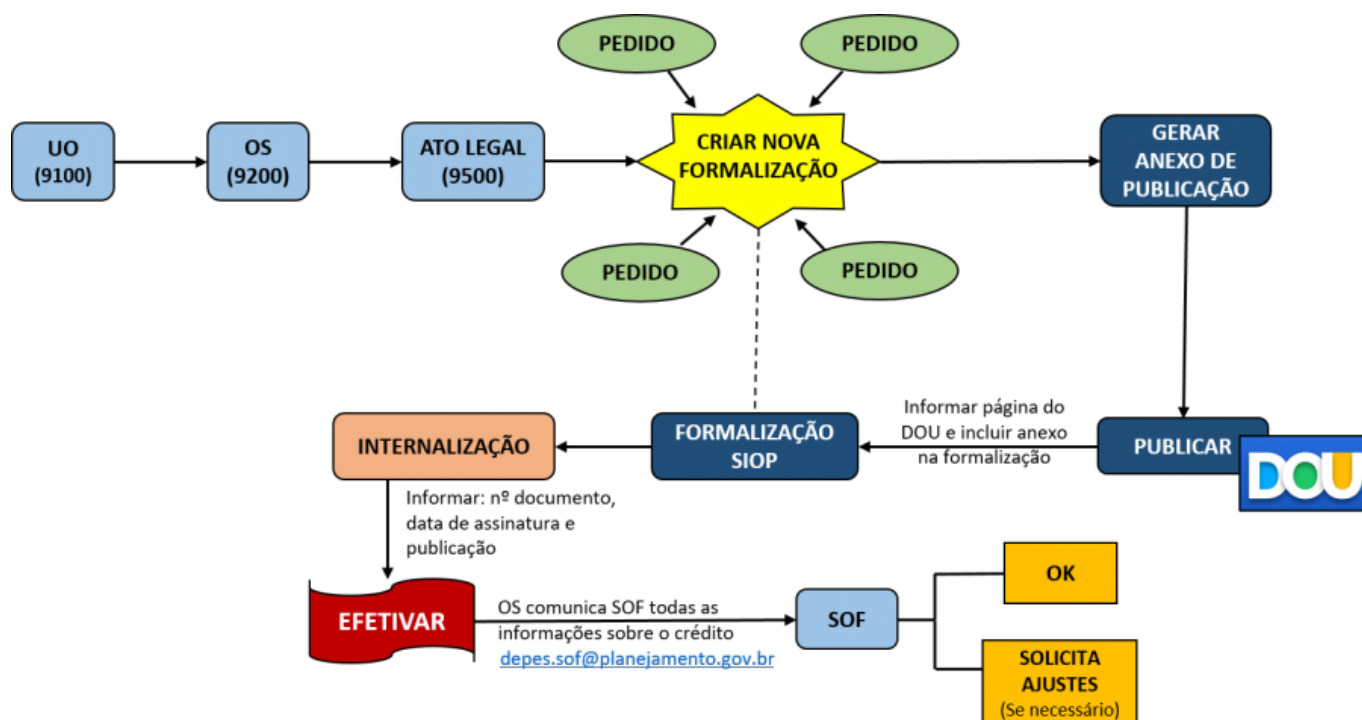 PEDIDO
PEDIDO
UO
(9100)
OS
(9200)
ATO LEGAL
(9500)
CRIAR NOVA
FORMALIZAÇÃO
GERAR
ANEXO DE
PUBLICAÇÃO
PEDIDO
PEDIDO
INTERNALIZAÇÃO
FORMALIZAÇÃO
SIOP
Informar página do
DOU e incluir anexo
na formalização
PUBLICAR
DOU
Informar: nº documento,
data de assinatura e
publicação
EFETIVAR
OS comunica SOF todas as
informações sobre o crédito
depes.sof@planejamento.gov.br
SOF
OK
SOLICITA
AJUSTES
(Se necessário)